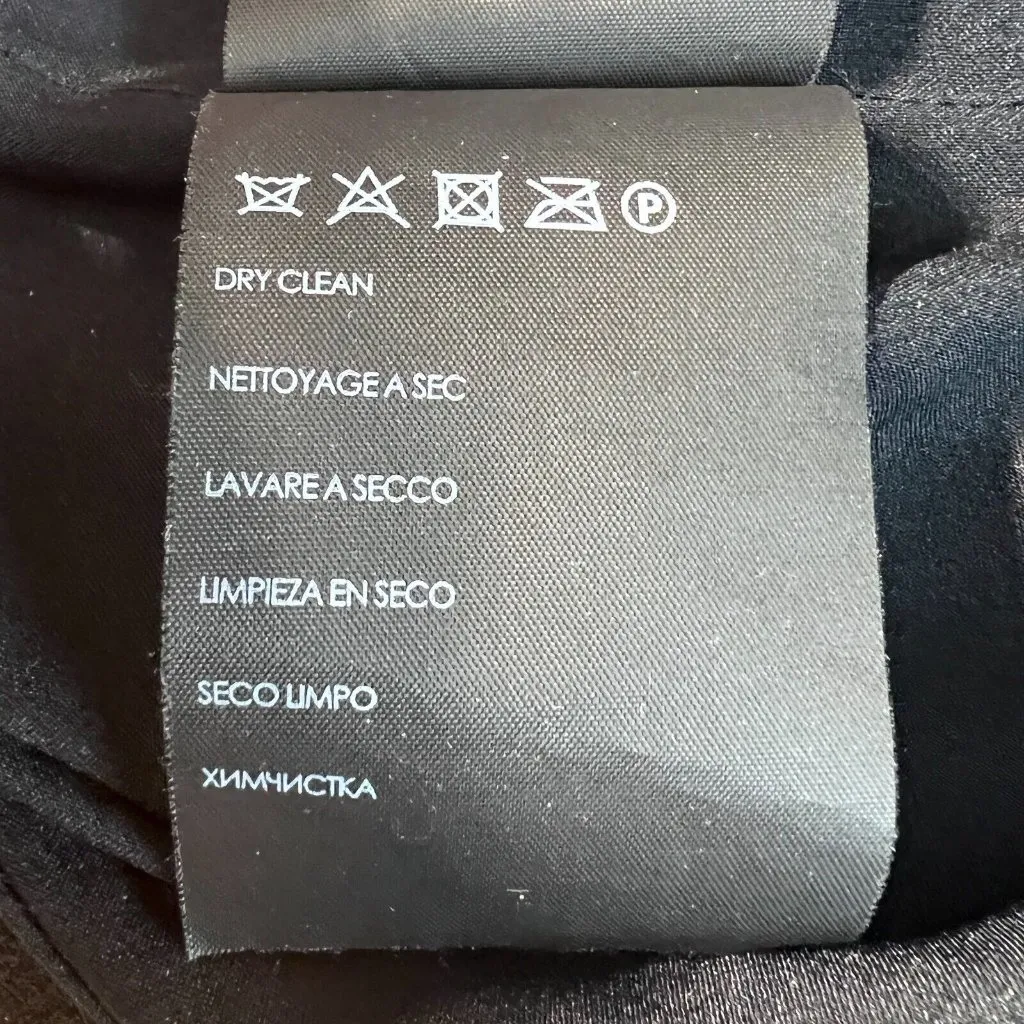 P
DRY CLEAN
NETTOYAGE A SEC
LAVARE A SECCO
LIMPIEZA EN SECO
SECO LIMPO
ХИМЧИСТКА